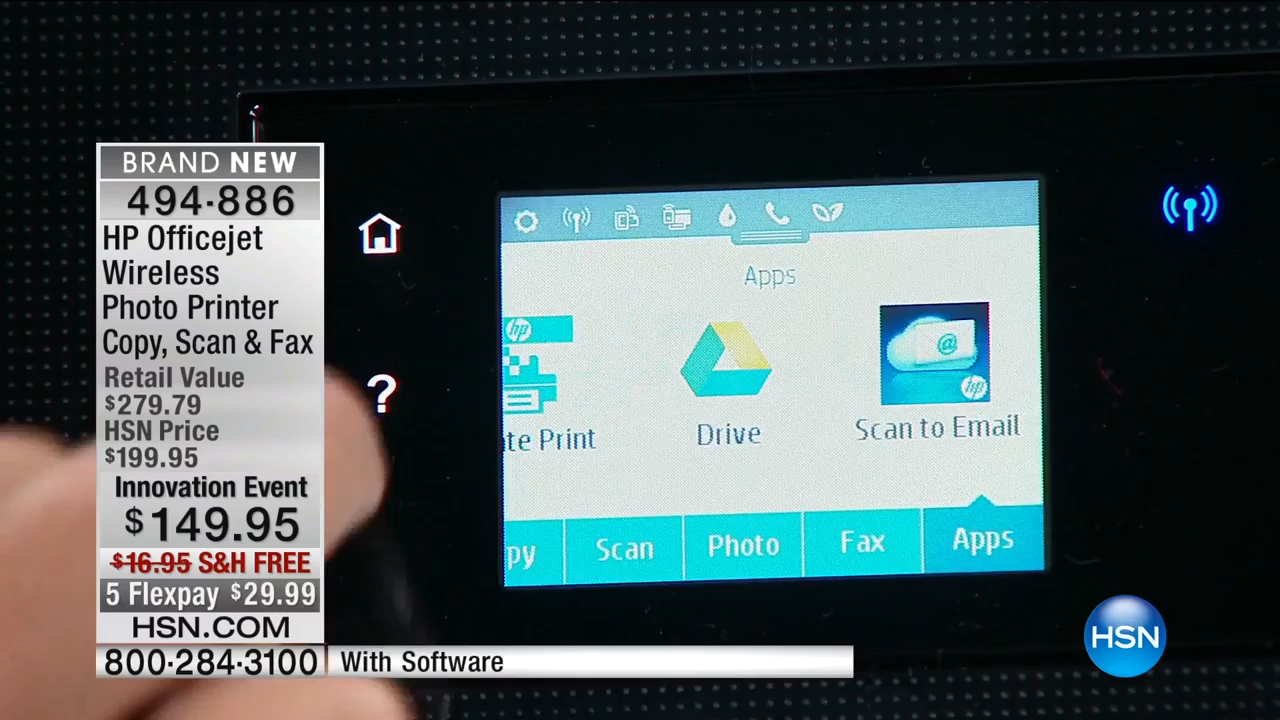 BRAND NEW
494-886
HP Officejet
Wireless
Photo Printer
Copy, Scan & Fax
Retail Value
$279.79
HSN Price
$199.95
Innovation Event
$149.95
$16.95 S&H FREE
5 Flexpay $29.99
HSN.COM
800-284-3100
With Software
?
Apps
hp
te Print
Drive
@
hp
Scan to Email
py
Scan
Photo
Fax
Apps
HSN